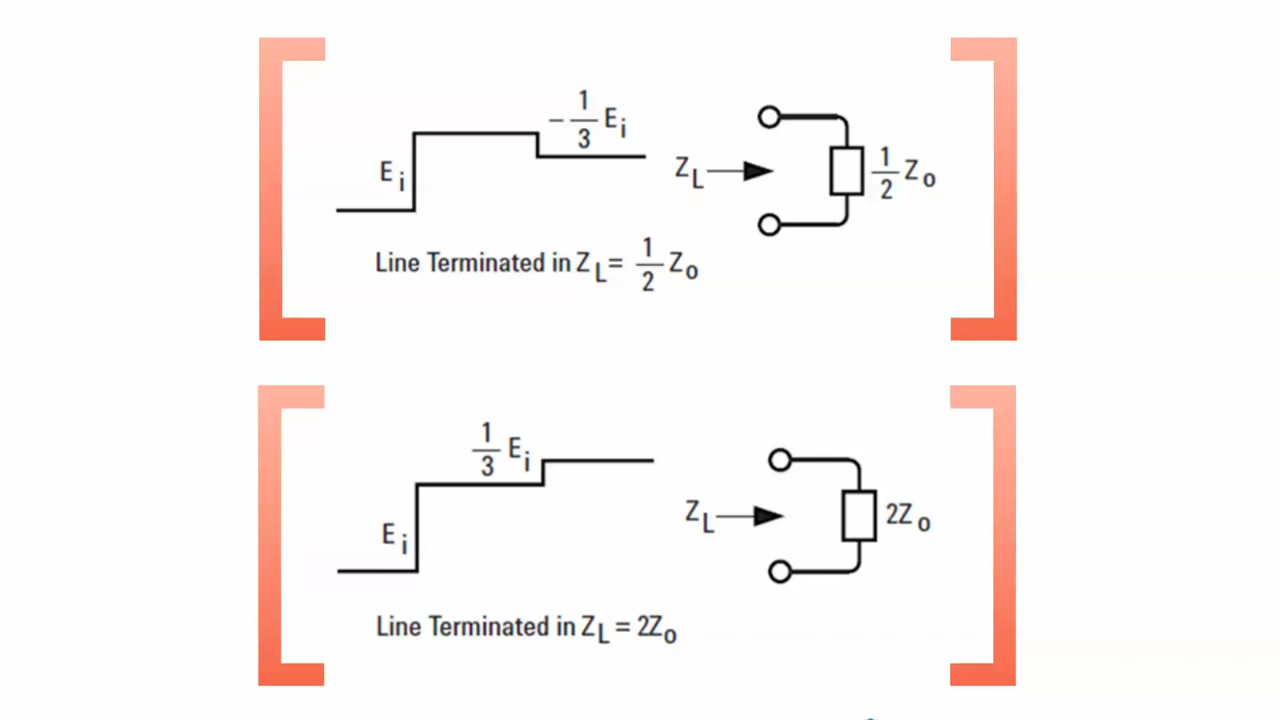 - 1/3 Ei
Ei
ZL
1/2 Zo
Line Terminated in ZL = 1/2 Zo
1/3 Ei
Ei
ZL
2Zo
Line Terminated in ZL = 2Zo